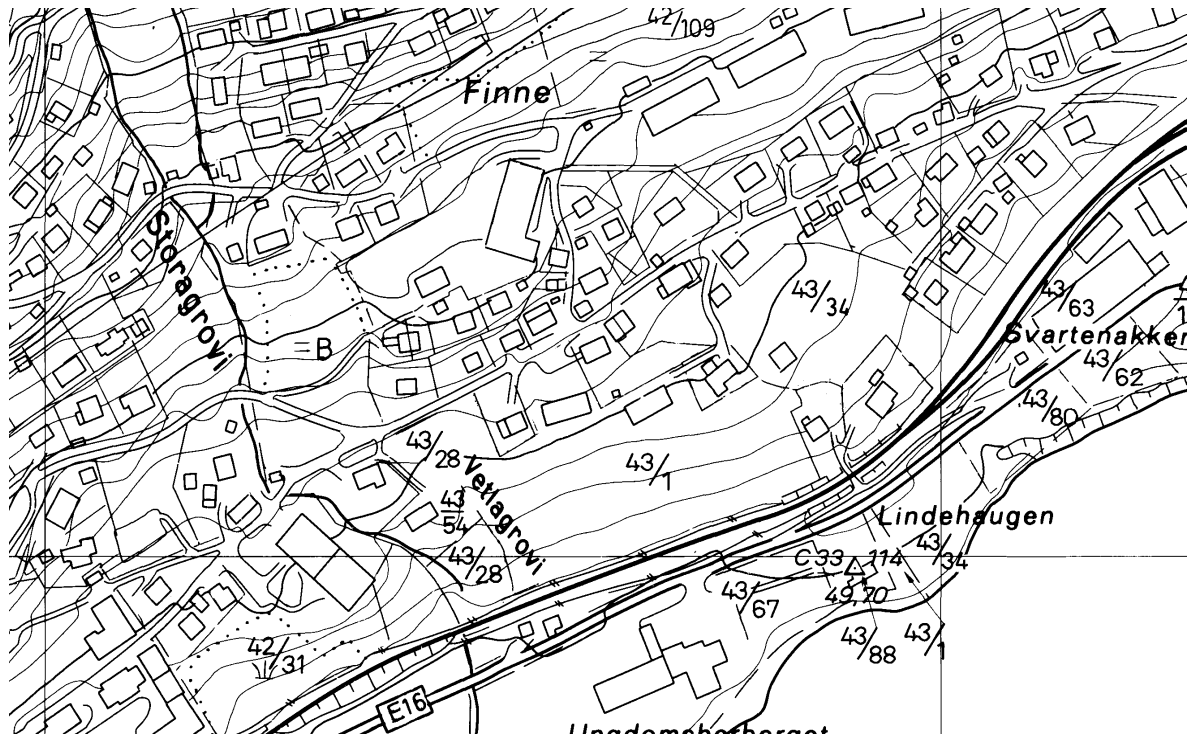 42/109
Finne
Storagrovi
43/34
43/63
Svartenakken
43/62
B
43/80
43/28
43/1
Vetlagrovi
43/54
Lindehaugen
43/28
C33 114
43/34
49,70
43/67
42/31
43/88
43/1
E16